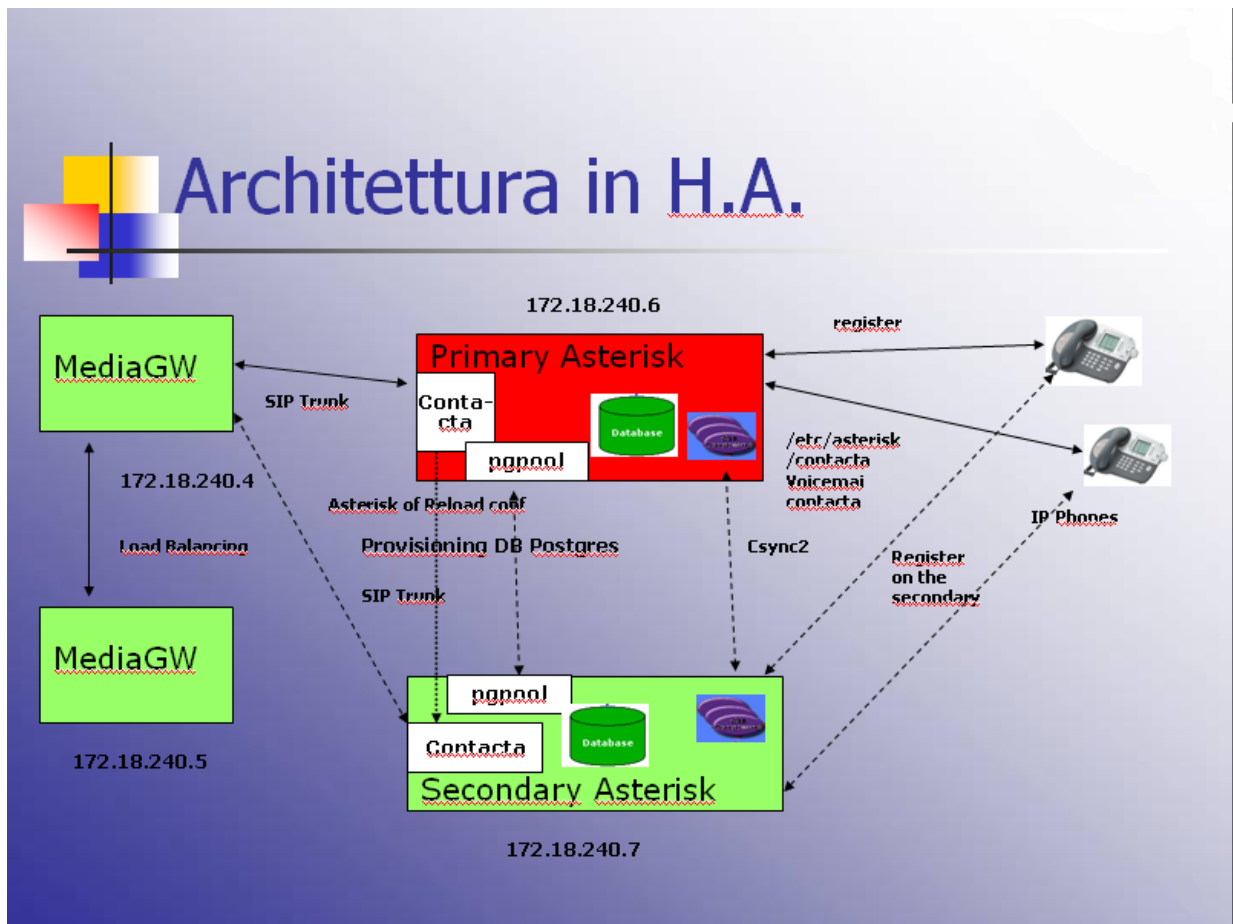 Architettura in H.A.
172.18.240.6
register
MediaGW
Primary Asterisk
SIP Trunk
Conta-
cta
Database
pgpool
/etc/asterisk
/contacta
Voicemai
contacta
172.18.240.4
Asterisk of Reload conf
IP Phones
Load Balancing
Provisioning DB Postgres
Csync2
Register
on the
secondary
SIP Trunk
MediaGW
pgpool
Database
Contacta
Secondary Asterisk
172.18.240.5
172.18.240.7